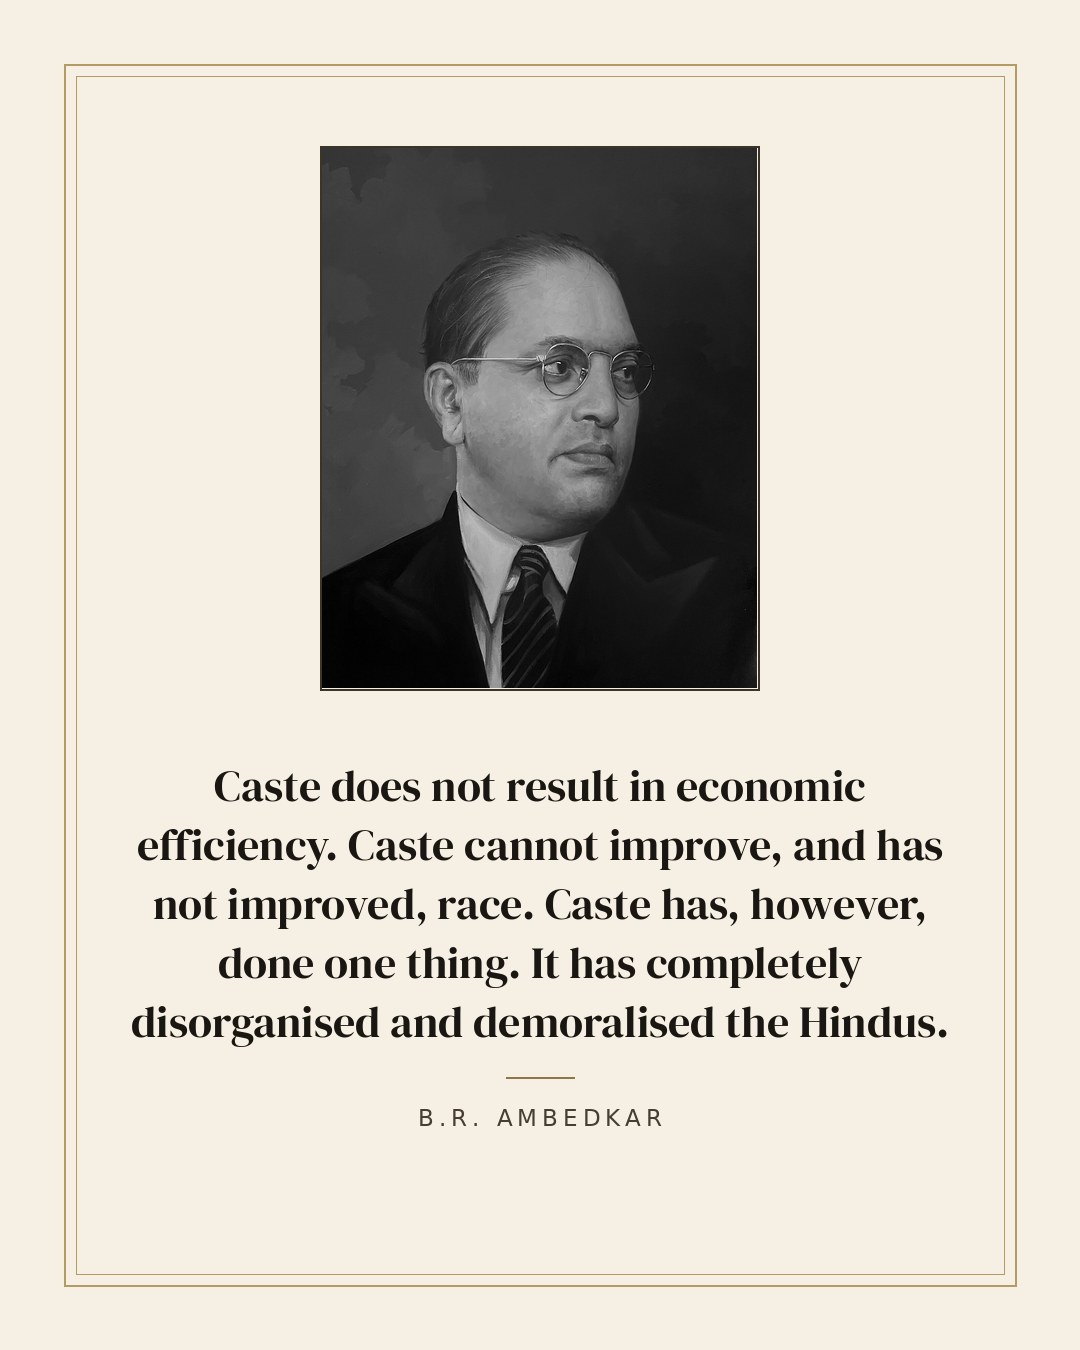 Caste does not result in economic
efficiency. Caste cannot improve, and has
not improved, race. Caste has, however,
done one thing. It has completely
disorganised and demoralised the Hindus.
B.R. AMBEDKAR